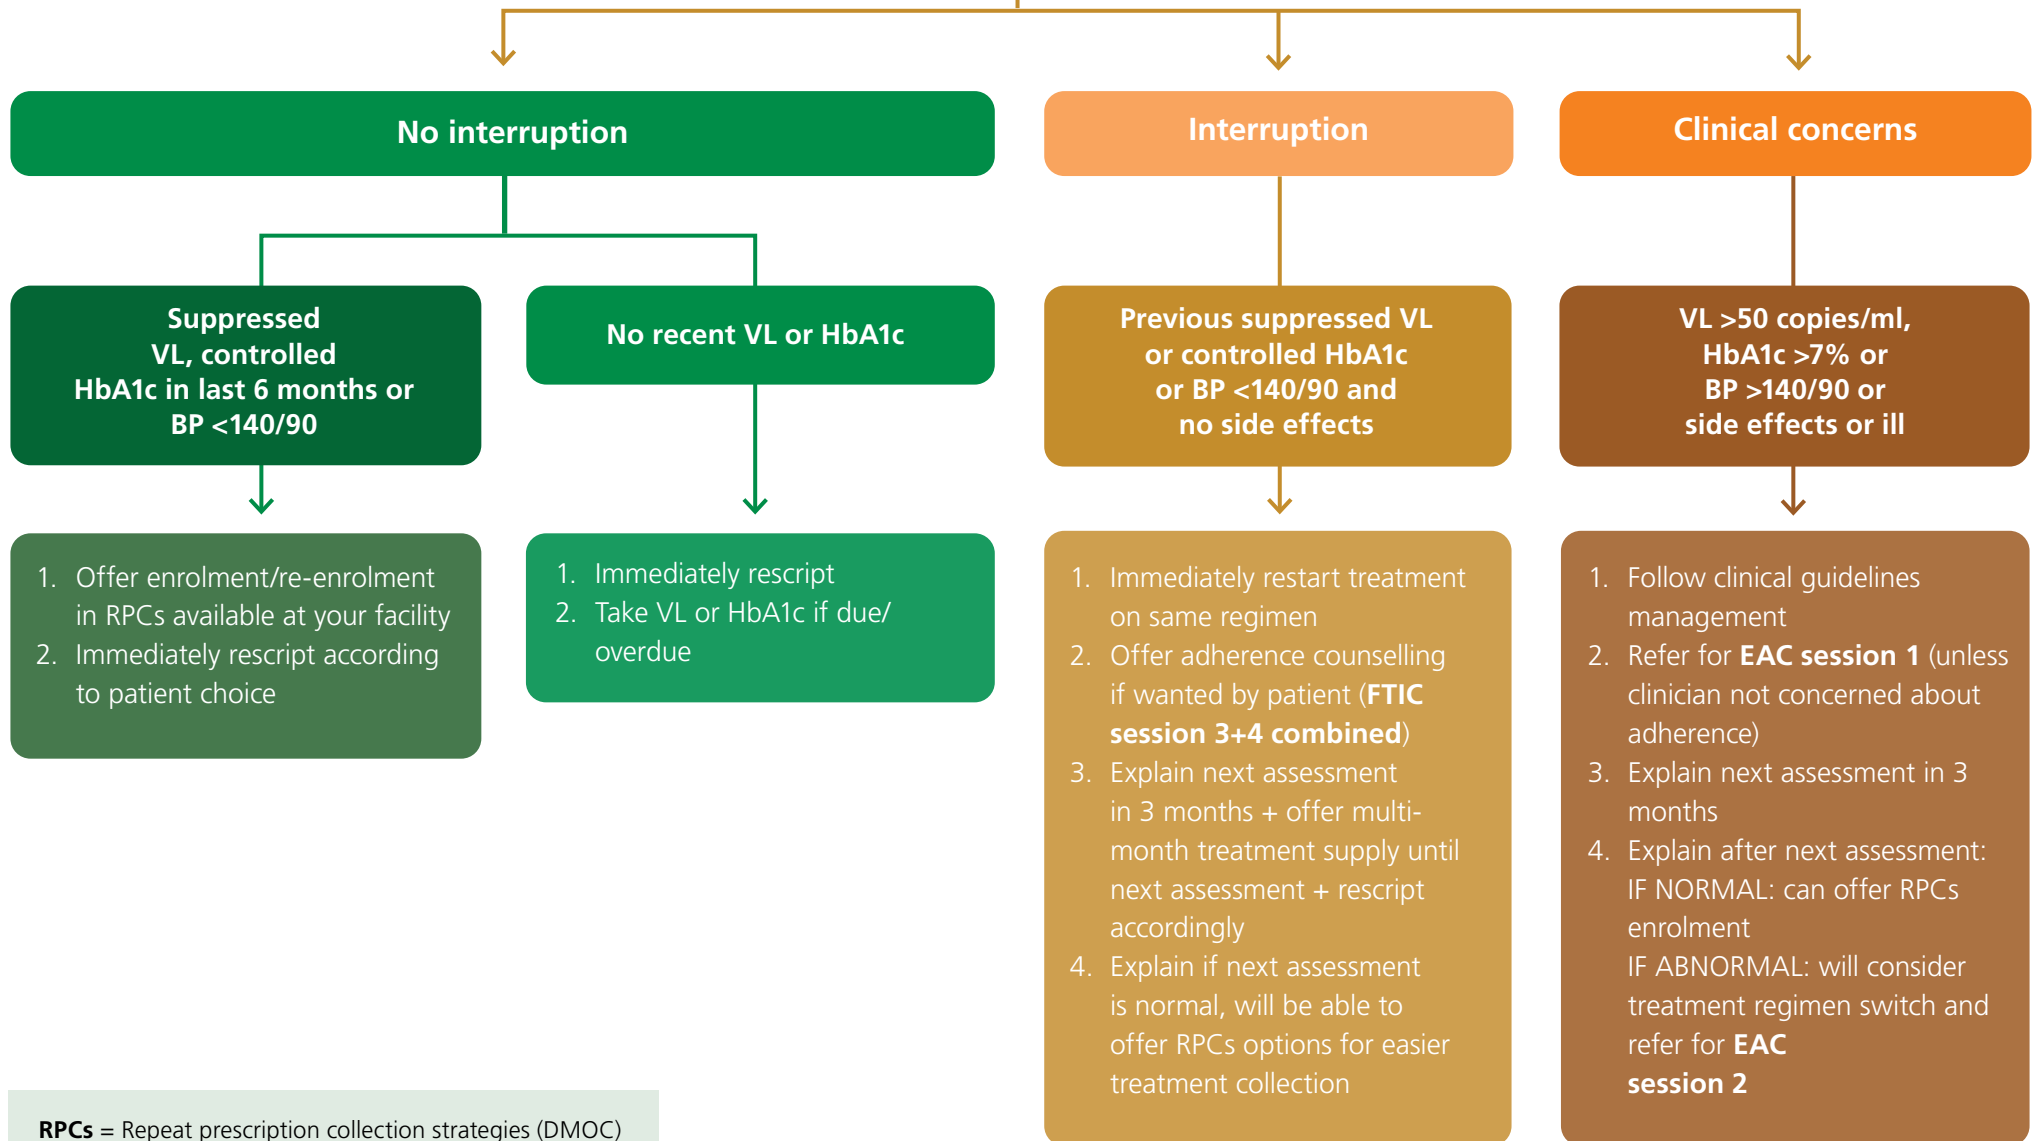 No interruption
Interruption
Clinical concerns
Suppressed
VL, controlled
HbA1c in last 6 months or
BP <140/90
No recent VL or HbA1c
Previous suppressed VL
or controlled HbA1c
or BP <140/90 and
no side effects
VL >50 copies/ml,
HbA1c >7% or
BP >140/90 or
side effects or ill
1. Offer enrolment/re-enrolment
in RPCs available at your facility
2. Immediately rescript according
to patient choice
1. Immediately rescript
2. Take VL or HbA1c if due/
overdue
1. Immediately restart treatment
on same regimen
2. Offer adherence counselling
if wanted by patient (FTIC
session 3+4 combined)
3. Explain next assessment
in 3 months + offer multi-
month treatment supply until
next assessment + rescript
accordingly
4. Explain if next assessment
is normal, will be able to
offer RPCs options for easier
treatment collection
1. Follow clinical guidelines
management
2. Refer for EAC session 1 (unless
clinician not concerned about
adherence)
3. Explain next assessment in 3
months
4. Explain after next assessment:
IF NORMAL: can offer RPCs
enrolment
IF ABNORMAL: will consider
treatment regimen switch and
refer for EAC
session 2
RPCs = Repeat prescription collection strategies (DMOC)